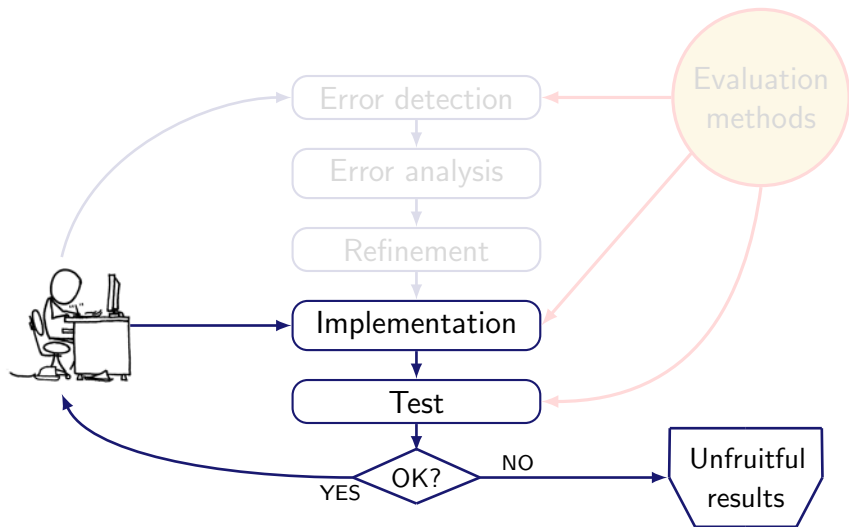 Evaluation
methods
Error detection
Error analysis
Refinement
Implementation
Test
OK?
YES
NO
Unfruitful
results